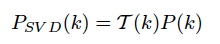 P_{SVD}(k) = \mathcal{T}(k)P(k)